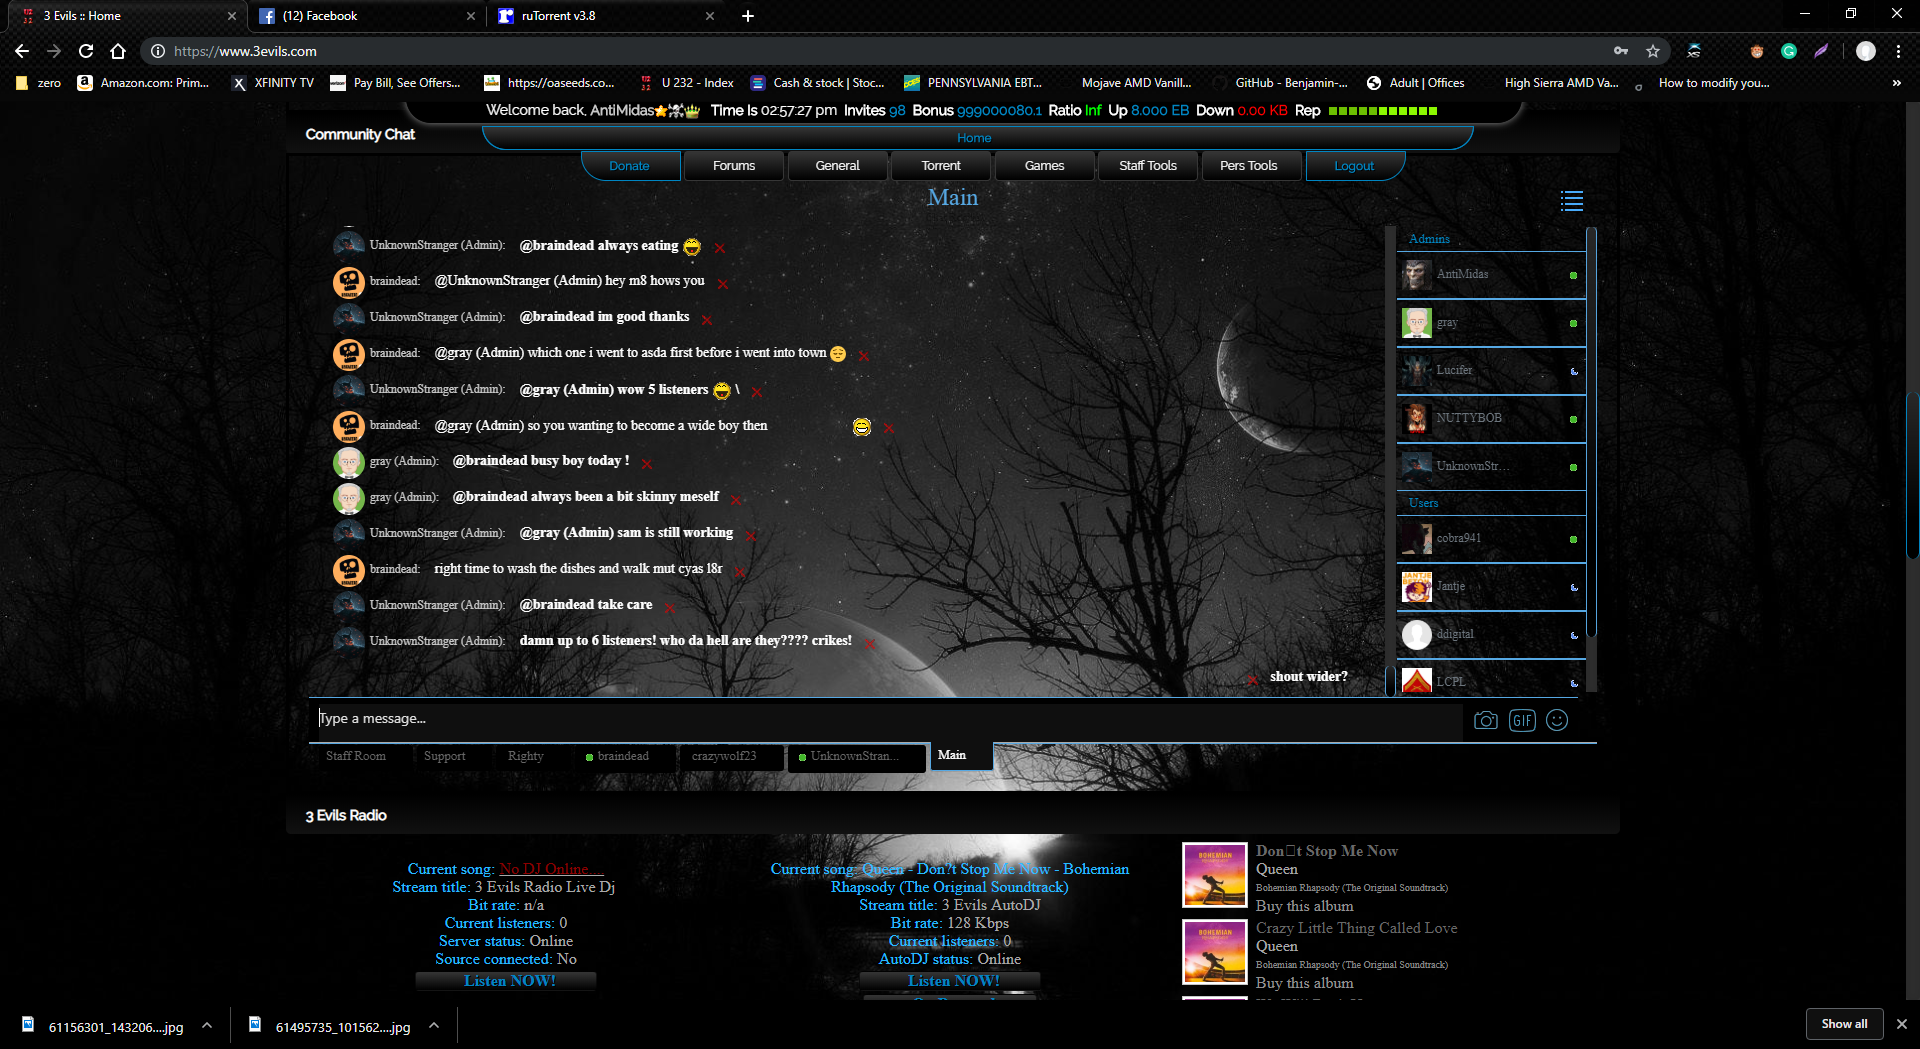 3 Evils :: Home
(12) Facebook
ruTorrent v3.8
https://www.3evils.com
zero
Amazon.com: Prim...
XFINITY TV
Pay Bill, See Offers...
https://oaseeds.co...
U 232 - Index
Cash & stock | Stoc...
PENNSYLVANIA EBT...
Mojave AMD Vanill...
GitHub - Benjamin-...
Adult | Offices
High Sierra AMD Va...
How to modify you...
»
Welcome back, AntiMidas Time Is 02:57:27 pm Invites 98 Bonus 999000080.1 Ratio Inf Up 8.000 EB Down 0.00 KB Rep
Community Chat
Home
Donate
Forums
General
Torrent
Games
Staff Tools
Pers Tools
Logout
Main
UnknownStranger (Admin): @braindead always eating
braindead: @UnknownStranger (Admin) hey m8 hows you
UnknownStranger (Admin): @braindead im good thanks
braindead: @gray (Admin) which one i went to asda first before i went into town
UnknownStranger (Admin): @gray (Admin) wow 5 listeners \
braindead: @gray (Admin) so you wanting to become a wide boy then
gray (Admin): @braindead busy boy today !
gray (Admin): @braindead always been a bit skinny meself
UnknownStranger (Admin): @gray (Admin) sam is still working
braindead: right time to wash the dishes and walk mut cyas l8r
UnknownStranger (Admin): @braindead take care
UnknownStranger (Admin): damn up to 6 listeners! who da hell are they???? crikes!
shout wider?
Admins
AntiMidas
gray
Lucifer
NUTTYBOB
UnknownStr...
Users
cobra941
Jantje
ddigital
LCPL
Type a message...
GIF
Staff Room
Support
Righty
braindead
crazywolf23
UnknownStran...
Main
3 Evils Radio
Current song: No DJ Online....
Stream title: 3 Evils Radio Live Dj
Bit rate: n/a
Current listeners: 0
Server status: Online
Source connected: No
Listen NOW!
Current song: Queen - Don?t Stop Me Now - Bohemian
Rhapsody (The Original Soundtrack)
Stream title: 3 Evils AutoDJ
Bit rate: 128 Kbps
Current listeners: 0
AutoDJ status: Online
Listen NOW!
Don□t Stop Me Now
Queen
Bohemian Rhapsody (The Original Soundtrack)
Buy this album
Crazy Little Thing Called Love
Queen
Bohemian Rhapsody (The Original Soundtrack)
Buy this album
61156301_143206....jpg
61495735_101562....jpg
Show all